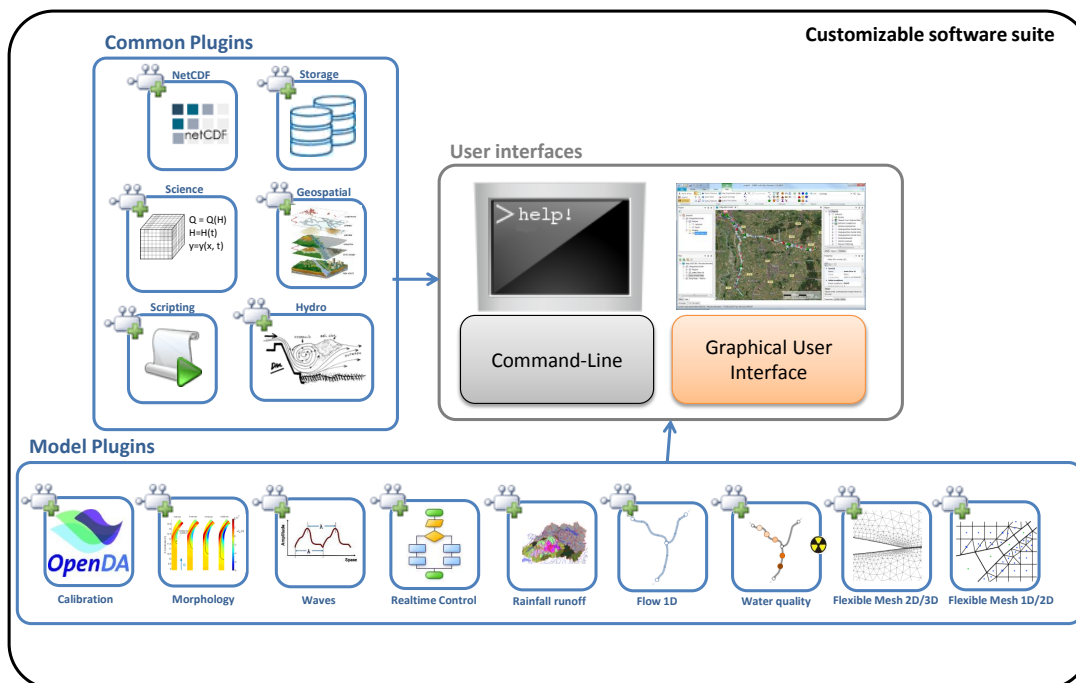 Customizable software suite
Common Plugins
NetCDF
netCDF
Storage
Science
Q = Q(H)
H=H(t)
y=y(x, t)
Geospatial
Scripting
Hydro
User interfaces
>help!
Command-Line
Graphical User
Interface
Model Plugins
OpenDA
Calibration
Morphology
Amplitude
λ
λ
Space
Waves
Realtime Control
Rainfall runoff
Flow 1D
Water quality
Flexible Mesh 2D/3D
Flexible Mesh 1D/2D